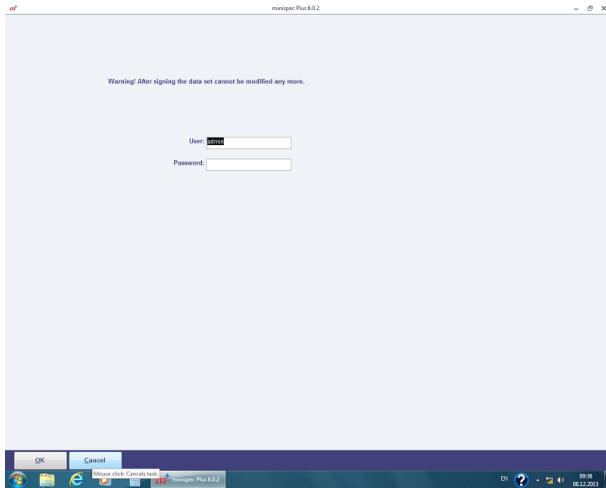 minispec Plus 6.0.2
Warning! After signing the data set cannot be modified any more.
User: admin
Password:
OK Cancel
Mouse click: Cancels task.
minispec Plus 6.0.2
EN
09:36
08.12.2015